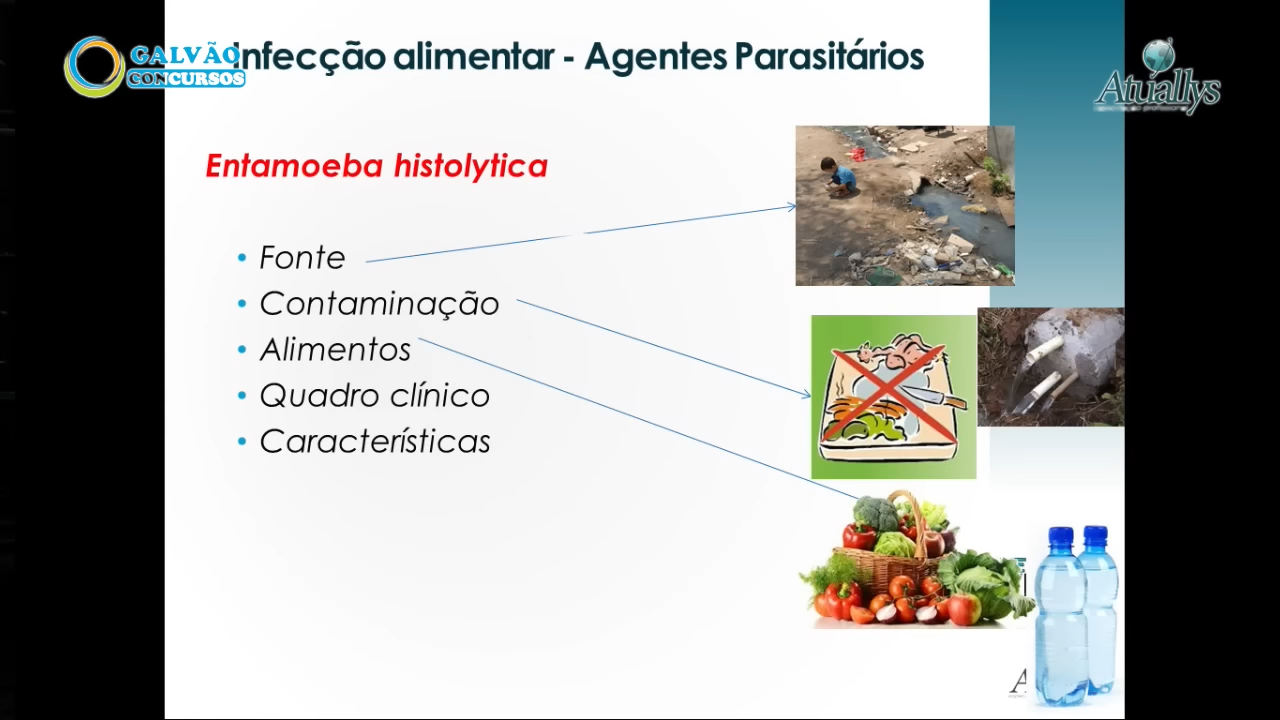 GALVÃO
CONCURSOS
Infecção alimentar - Agentes Parasitários
Atuallys
Entamoeba histolytica
• Fonte
• Contaminação
• Alimentos
• Quadro clínico
• Características
A